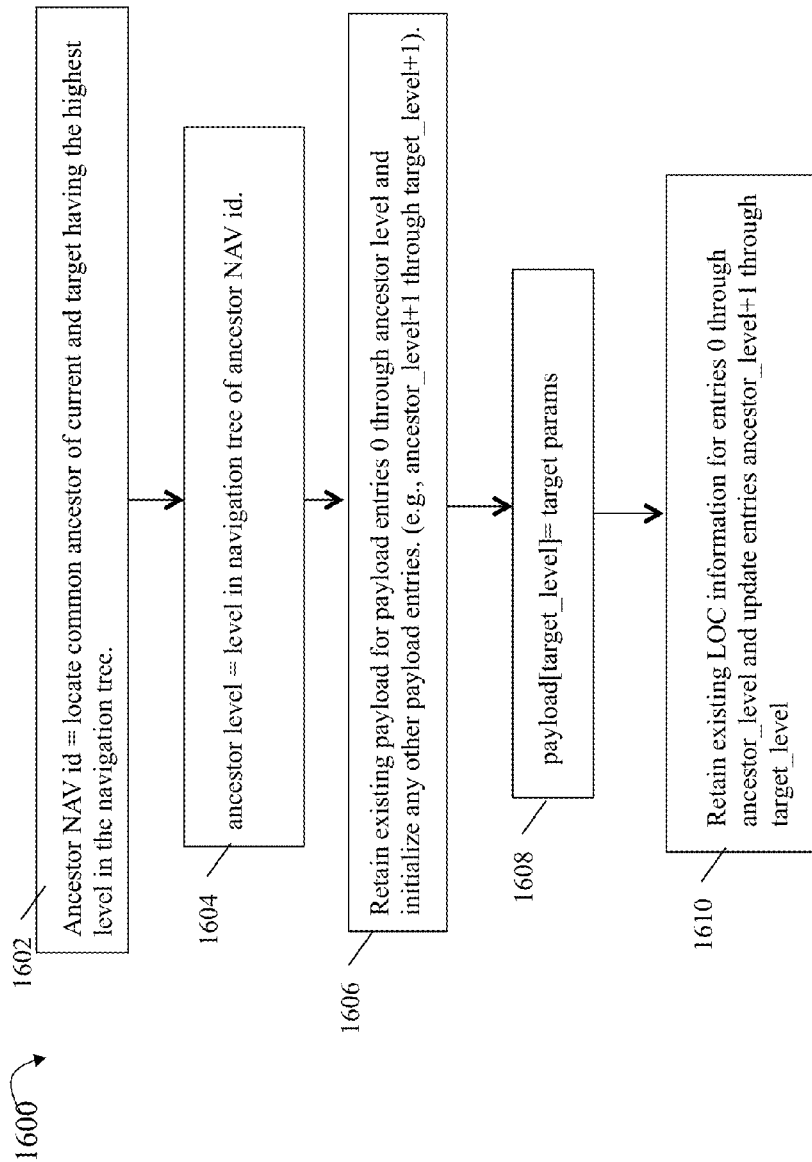 1600
1602
Ancestor NAV id = locate common ancestor of current and target having the highest
level in the navigation tree.
1604
ancestor level = level in navigation tree of ancestor NAV id.
1606
Retain existing payload for payload entries 0 through ancestor level and
initialize any other payload entries. (e.g., ancestor_level+1 through target_level+1).
1608
payload[target_level]= target params
1610
Retain existing LOC information for entries 0 through
ancestor_level and update entries ancestor_level+1 through
target_level